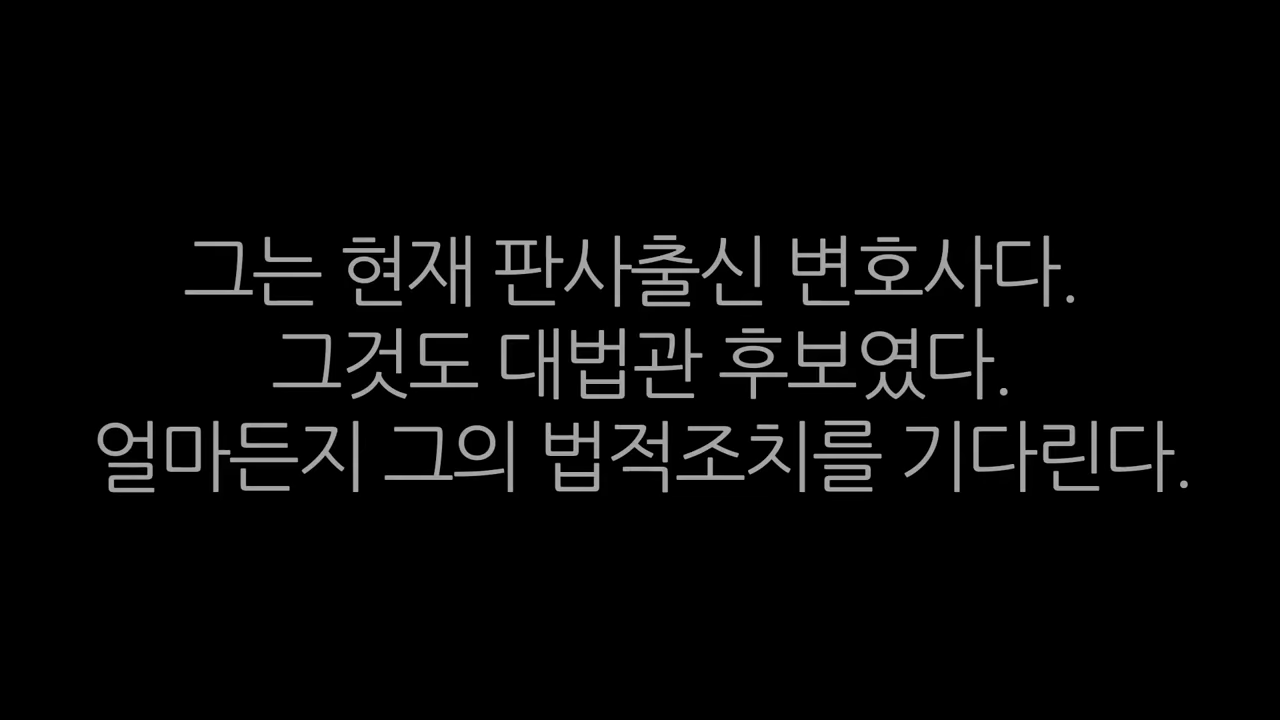 그는 현재 판사출신 변호사다.
그것도 대법관 후보였다.
얼마든지 그의 법적조치를 기다린다.